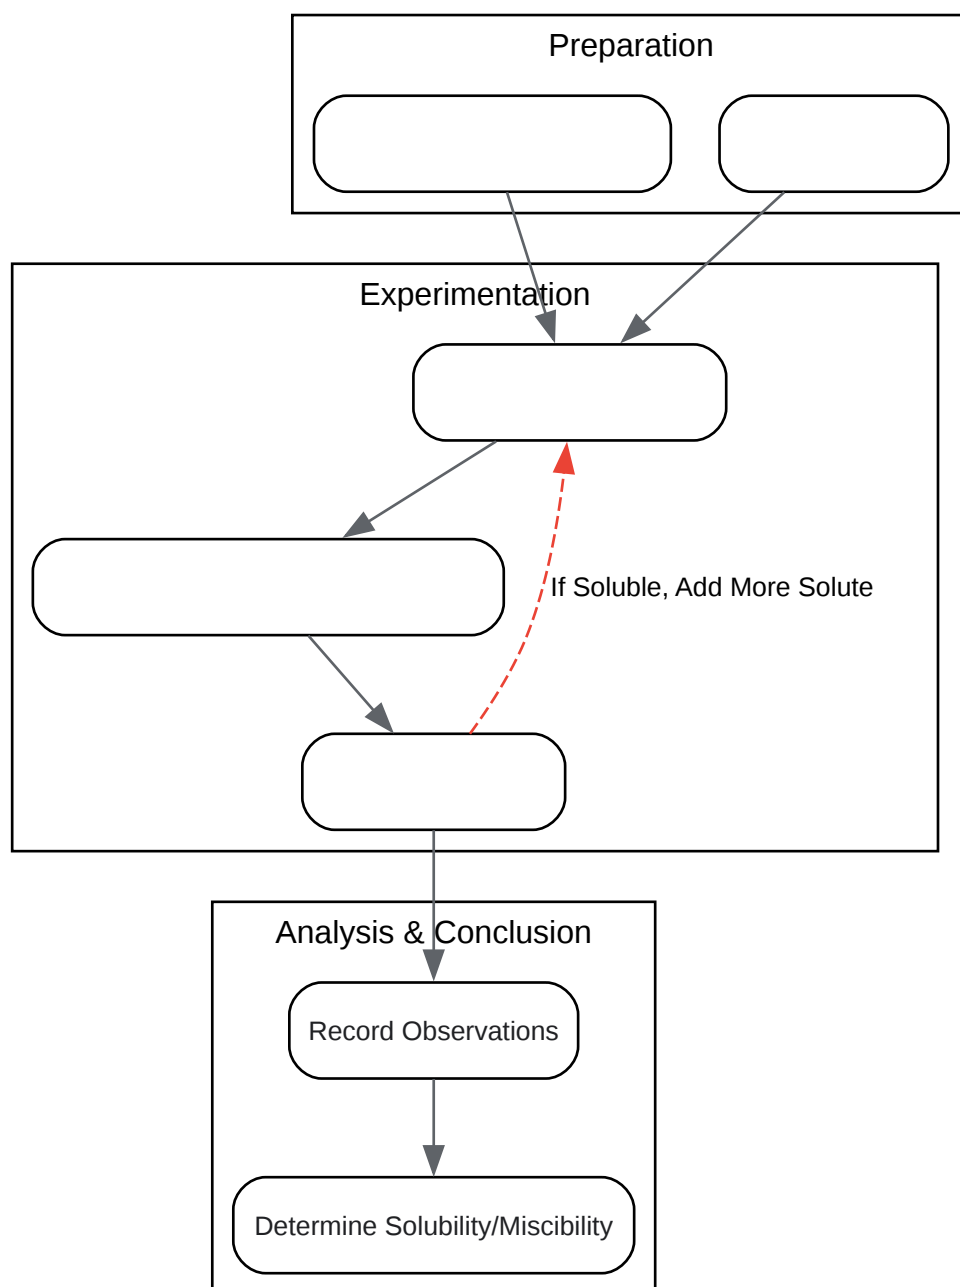 Preparation
Experimentation
If Soluble, Add More Solute
Analysis & Conclusion
Record Observations
Determine Solubility/Miscibility